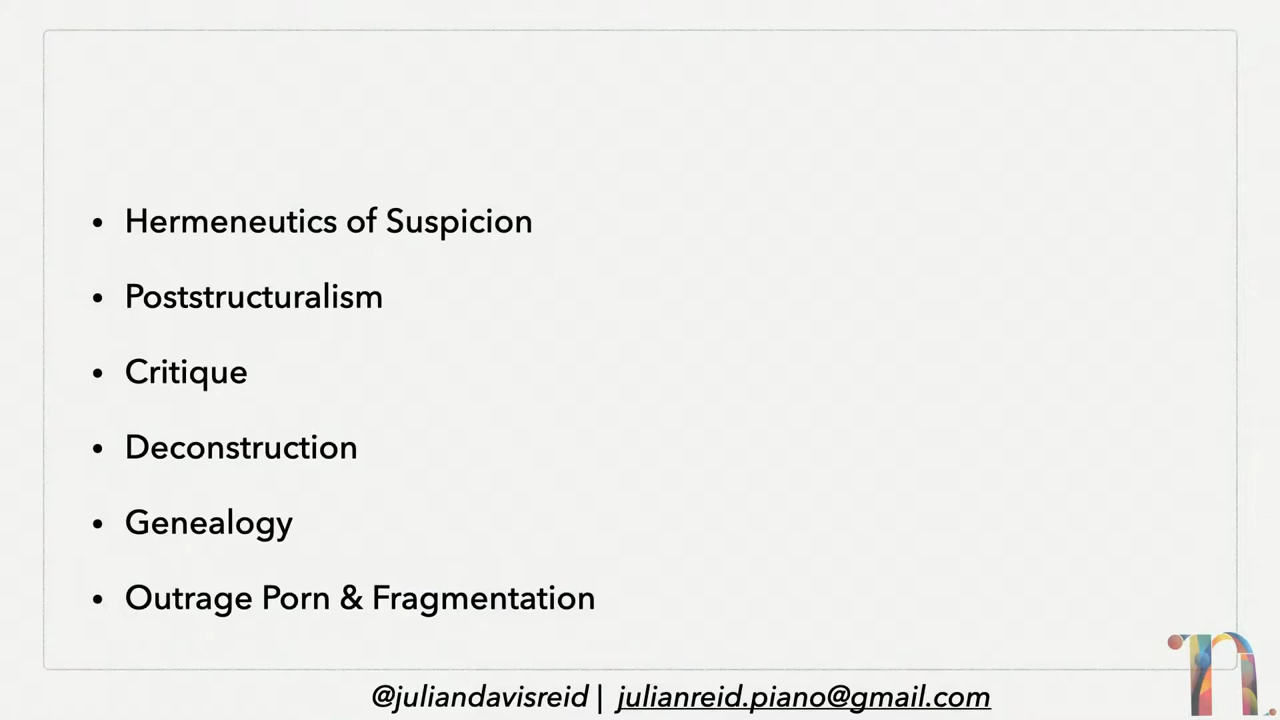 • Hermeneutics of Suspicion
• Poststructuralism
• Critique
• Deconstruction
• Genealogy
• Outrage Porn & Fragmentation
@juliandavisreid | julianreid.piano@gmail.com
n.